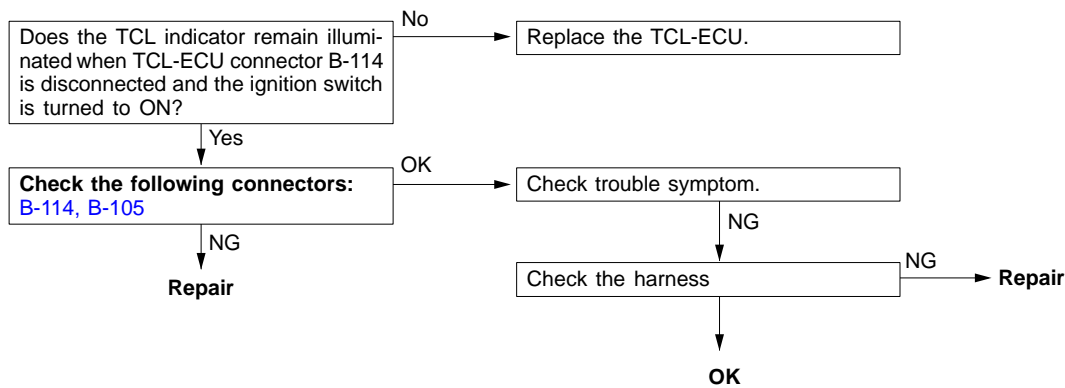 No
Does the TCL indicator remain illumi-
nated when TCL-ECU connector B-114
is disconnected and the ignition switch
is turned to ON?
Replace the TCL-ECU.
Yes
Check the following connectors:
B-114, B-105
OK
Check trouble symptom.
NG
Repair
NG
Check the harness
NG
Repair
OK